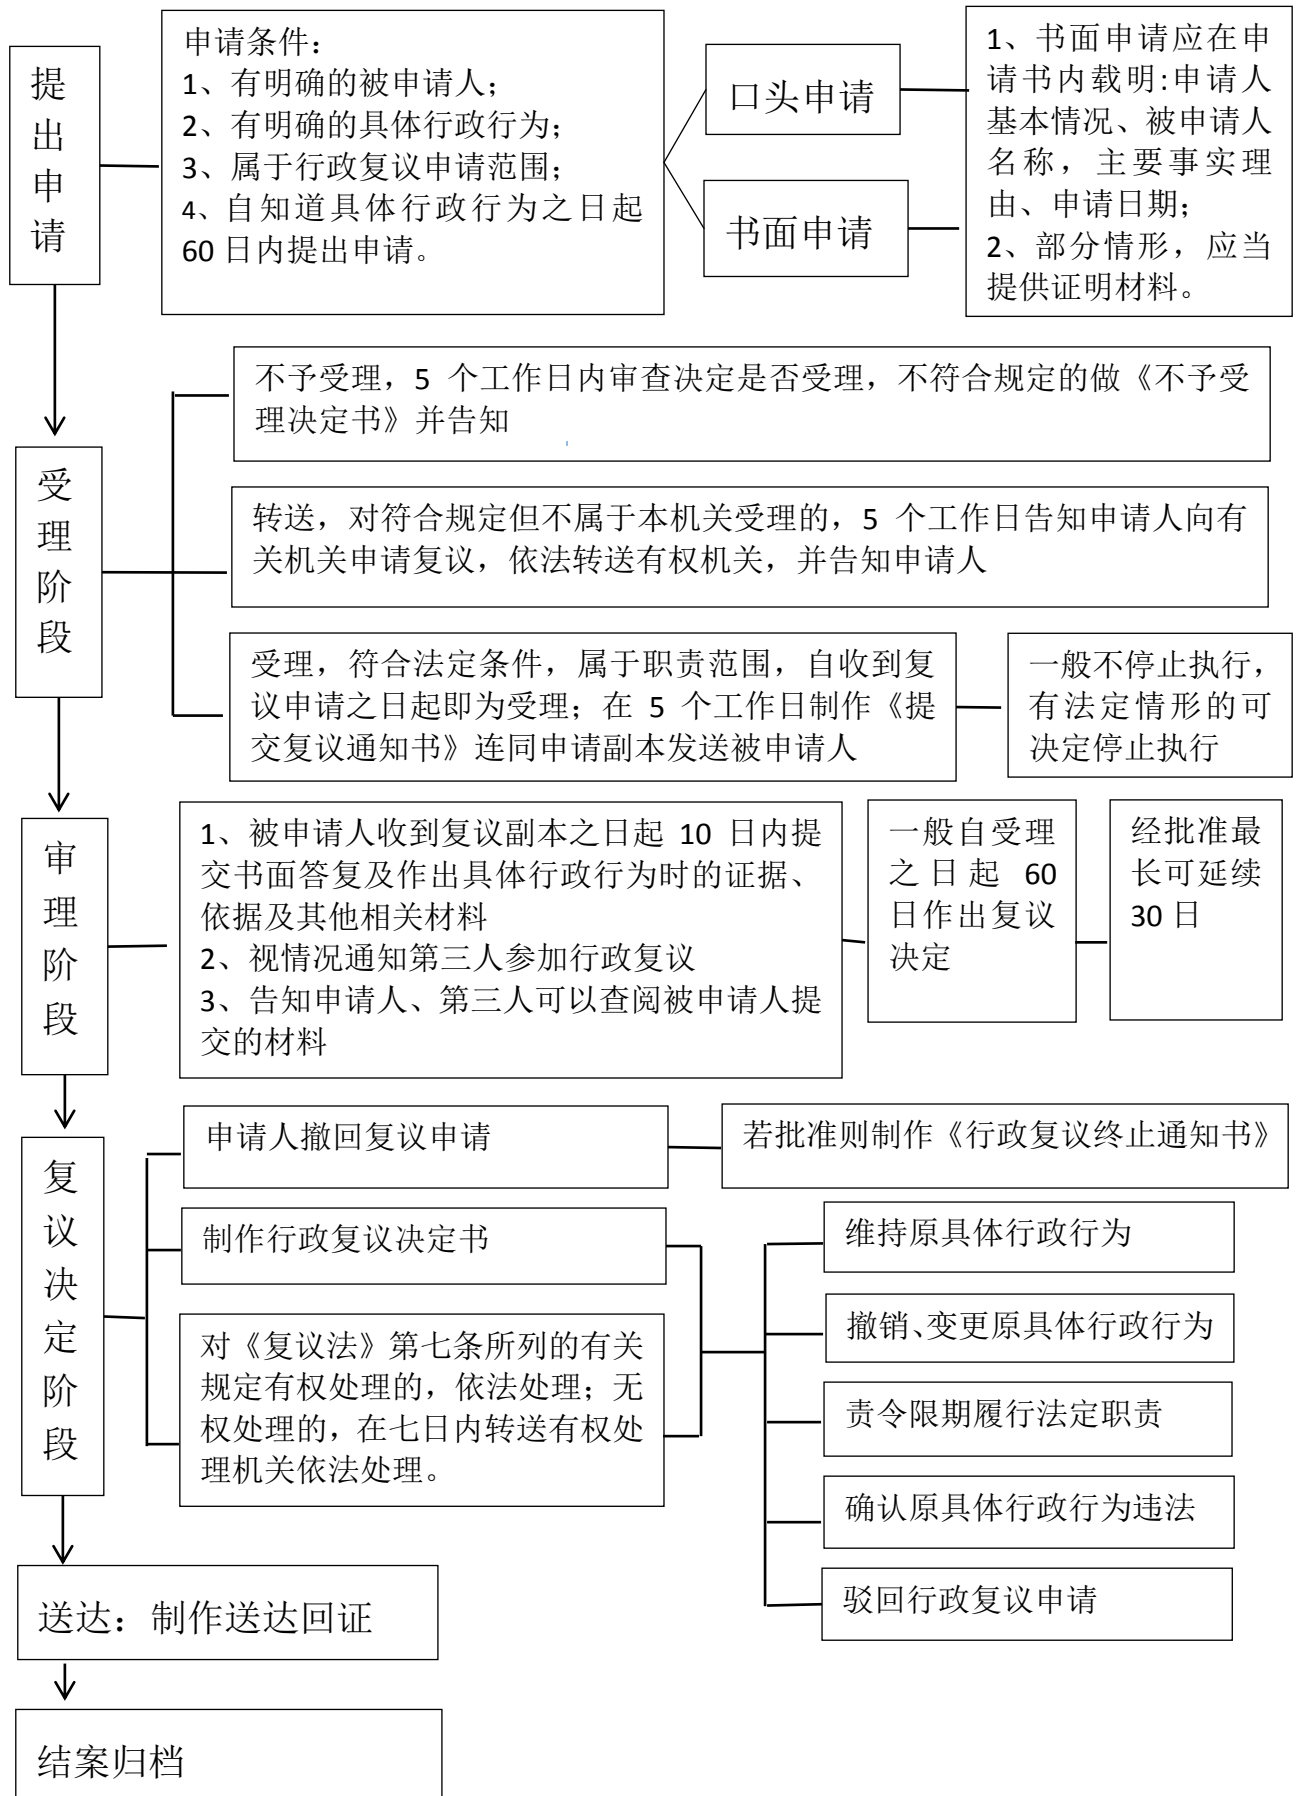 提
出
申
请
申请条件：
1、有明确的被申请人；
2、有明确的具体行政行为；
3、属于行政复议申请范围；
4、自知道具体行政行为之日起
60 日内提出申请。
口头申请
书面申请
1、书面申请应在申
请书内载明:申请人
基本情况、被申请人
名称，主要事实理
由、申请日期；
2、部分情形，应当
提供证明材料。
受
理
阶
段
不予受理，5 个工作日内审查决定是否受理，不符合规定的做《不予受
理决定书》并告知
转送，对符合规定但不属于本机关受理的，5 个工作日告知申请人向有
关机关申请复议，依法转送有权机关，并告知申请人
受理，符合法定条件，属于职责范围，自收到复
议申请之日起即为受理；在 5 个工作日制作《提
交复议通知书》连同申请副本发送被申请人
一般不停止执行，
有法定情形的可
决定停止执行
审
理
阶
段
1、被申请人收到复议副本之日起 10 日内提
交书面答复及作出具体行政行为时的证据、
依据及其他相关材料
2、视情况通知第三人参加行政复议
3、告知申请人、第三人可以查阅被申请人提
交的材料
一般自受理
之日起 60
日作出复议
决定
经批准最
长可延续
30 日
复
议
决
定
阶
段
申请人撤回复议申请
若批准则制作《行政复议终止通知书》
制作行政复议决定书
对《复议法》第七条所列的有关
规定有权处理的，依法处理；无
权处理的，在七日内转送有权处
理机关依法处理。
维持原具体行政行为
撤销、变更原具体行政行为
责令限期履行法定职责
确认原具体行政行为违法
驳回行政复议申请
送达：制作送达回证
结案归档